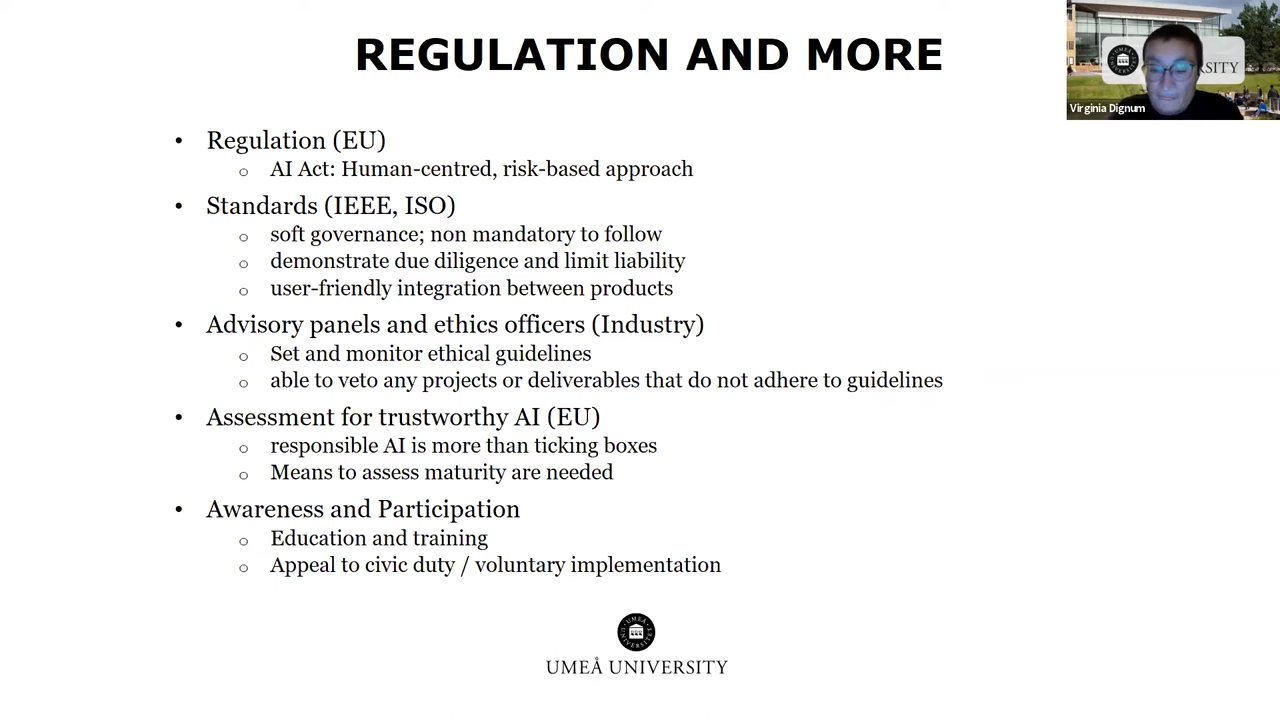 REGULATION AND MORE
UMEÅ
RSITY
Virginia Dignum
• Regulation (EU)
o AI Act: Human-centred, risk-based approach
• Standards (IEEE, ISO)
o soft governance; non mandatory to follow
o demonstrate due diligence and limit liability
o user-friendly integration between products
• Advisory panels and ethics officers (Industry)
o Set and monitor ethical guidelines
o able to veto any projects or deliverables that do not adhere to guidelines
• Assessment for trustworthy AI (EU)
o responsible AI is more than ticking boxes
o Means to assess maturity are needed
• Awareness and Participation
o Education and training
o Appeal to civic duty / voluntary implementation
UMEÅ UNIVERSITET
UMEÅ UNIVERSITY